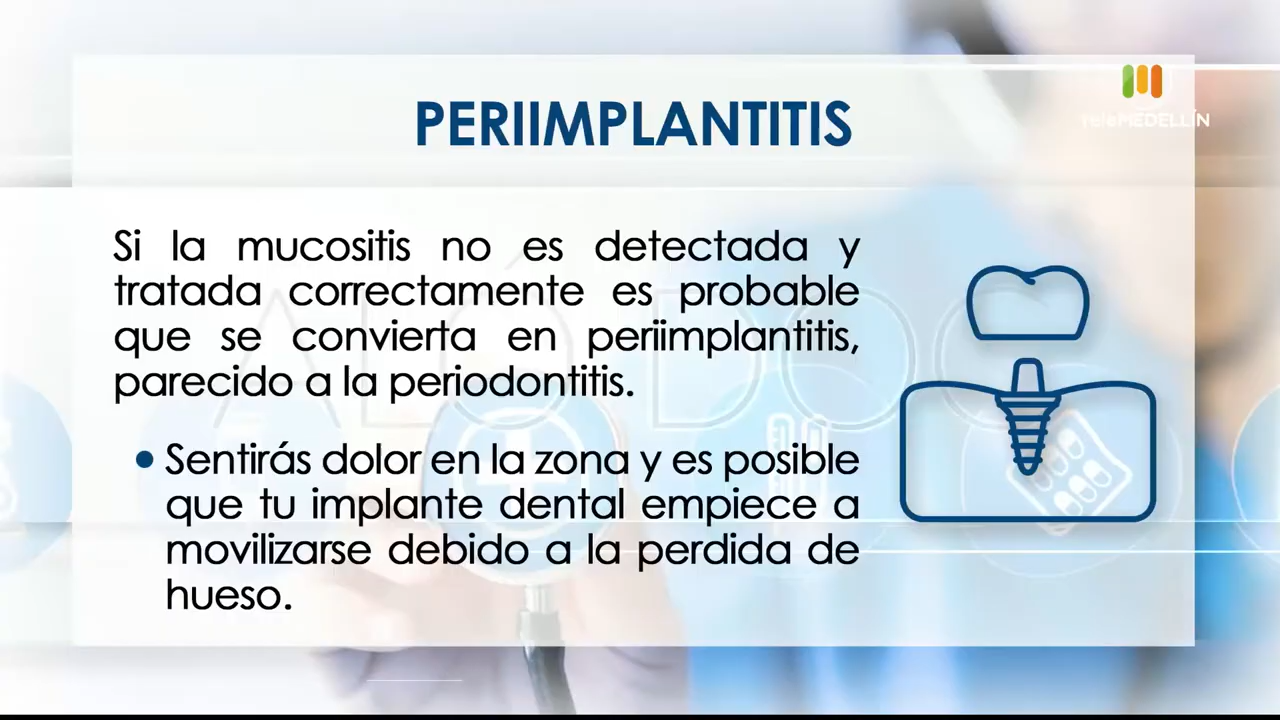 PERIIMPLANTITIS
teleMEDELLÍN
Si la mucositis no es detectada y
tratada correctamente es probable
que se convierta en periimplantitis,
parecido a la periodontitis.
• Sentirás dolor en la zona y es posible
que tu implante dental empiece a
movilizarse debido a la perdida de
hueso.
ALÓ DOC